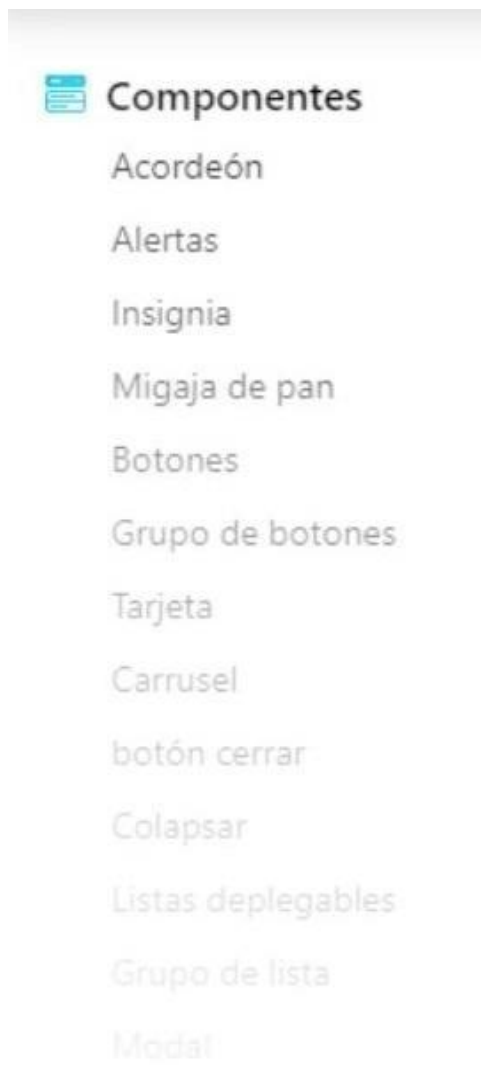 Componentes
Acordeón
Alertas
Insignia
Migaja de pan
Botones
Grupo de botones
Tarjeta
Carrusel
botón cerrar
Colapsar
Listas deplegables
Grupo de lista
Modal